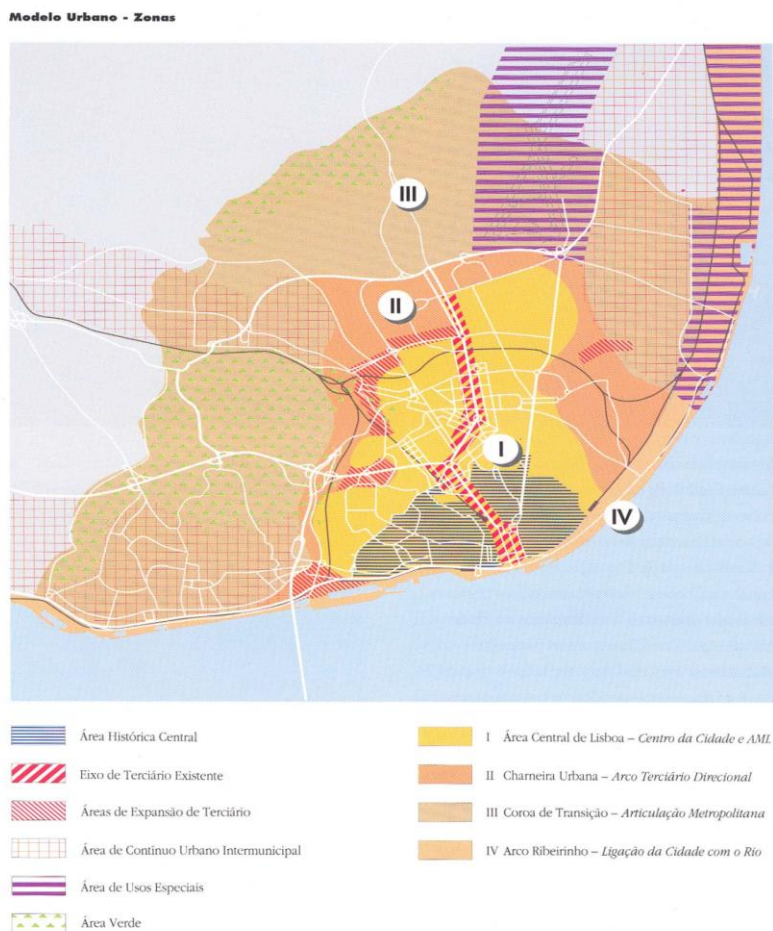 Modelo Urbano - Zonas
III
II
I
IV
Área Histórica Central
Eixo de Terciário Existente
Áreas de Expansão de Terciário
Área de Contínuo Urbano Intermunicipal
Área de Usos Especiais
Área Verde
I Área Central de Lisboa – Centro da Cidade e AML
II Charneira Urbana – Arco Terciário Direcional
III Coroa de Transição – Articulação Metropolitana
IV Arco Ribeirinho – Ligação da Cidade com o Rio